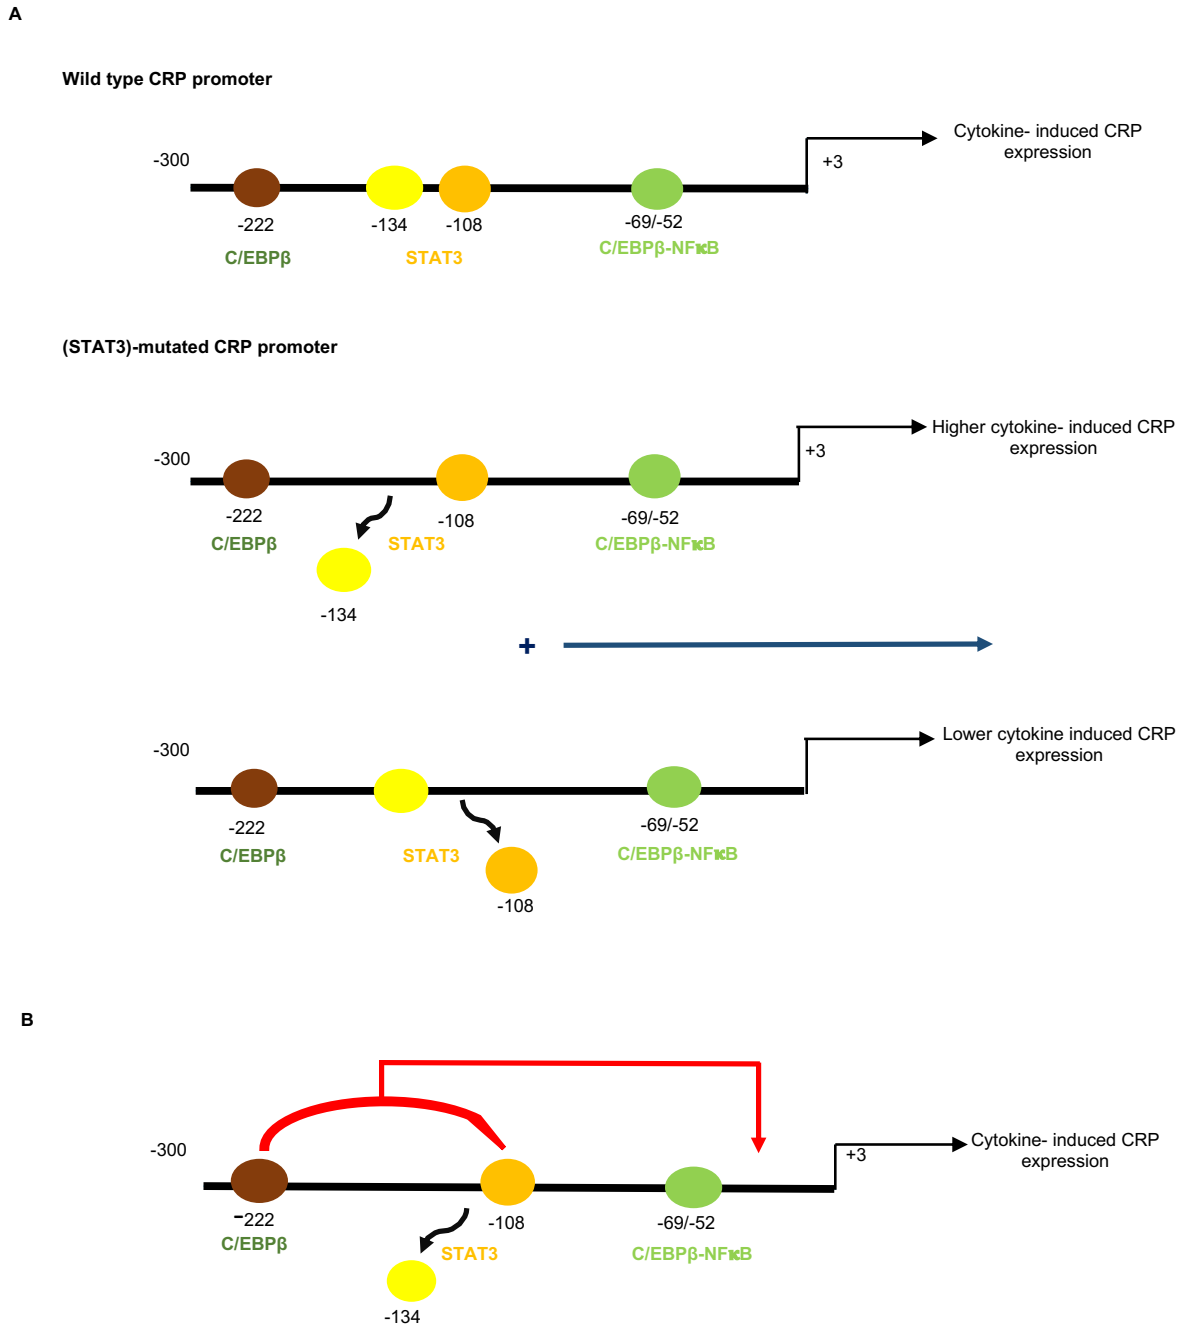 A
Wild type CRP promoter
Cytokine- induced CRP
expression
-300
+3
-222
-134
-108
-69/-52
C/EBPβ
STAT3
C/EBPβ-NFκB
(STAT3)-mutated CRP promoter
Higher cytokine- induced CRP
expression
-300
+3
-222
-108
-69/-52
C/EBPβ
STAT3
C/EBPβ-NFκB
-134
+
Lower cytokine induced CRP
expression
-300
-222
-69/-52
C/EBPβ
STAT3
C/EBPβ-NFκB
-108
B
-300
+3
Cytokine- induced CRP
expression
-222
-108
-69/-52
C/EBPβ
STAT3
C/EBPβ-NFκB
-134